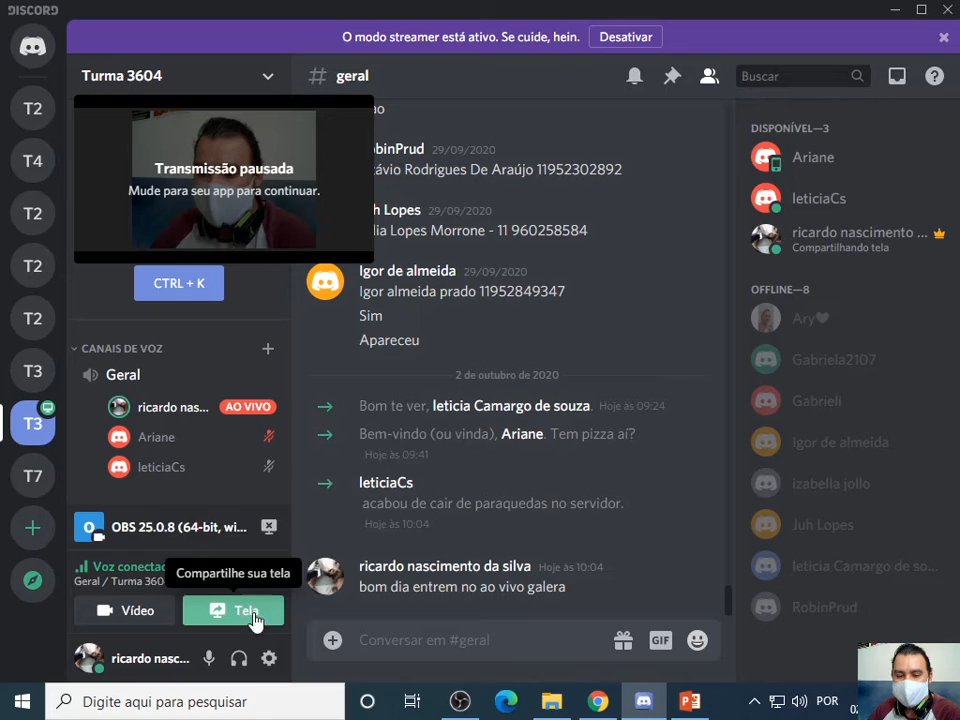 DISCORD
O modo streamer está ativo. Se cuide, hein.
Desativar
Turma 3604
geral
Buscar
T2
T4
T2
T2
T2
T3
T3
T7
Transmissão pausada
Mude para seu app para continuar.
CTRL + K
CANAIS DE VOZ
Geral
ricardo nas...
AO VIVO
Ariane
leticiaCs
OBS 25.0.8 (64-bit, wi...
Voz conectad
Geral / Turma 360
Compartilhe sua tela
Vídeo
Tela
ricardo nasc...
ao
obinPrud 29/09/2020
távio Rodrigues De Araújo 11952302892
uh Lopes 29/09/2020
lia Lopes Morrone - 11 960258584
Igor de almeida 29/09/2020
Igor almeida prado 11952849347
Sim
Apareceu
2 de outubro de 2020
Bom te ver, leticia Camargo de souza. Hoje às 09:24
Bem-vindo (ou vinda), Ariane. Tem pizza aí?
Hoje às 09:41
leticiaCs
acabou de cair de paraquedas no servidor.
Hoje às 10:04
ricardo nascimento da silva Hoje às 10:04
bom dia entrem no ao vivo galera
Conversar em #geral
GIF
DISPONÍVEL—3
Ariane
leticiaCs
ricardo nascimento ...
Compartilhando tela
OFFLINE—8
Ary
Gabriela2107
Gabrieli
Igor de almeida
izabella jollo
Juh Lopes
leticia Camargo de so...
RobinPrud
Digite aqui para pesquisar
POR